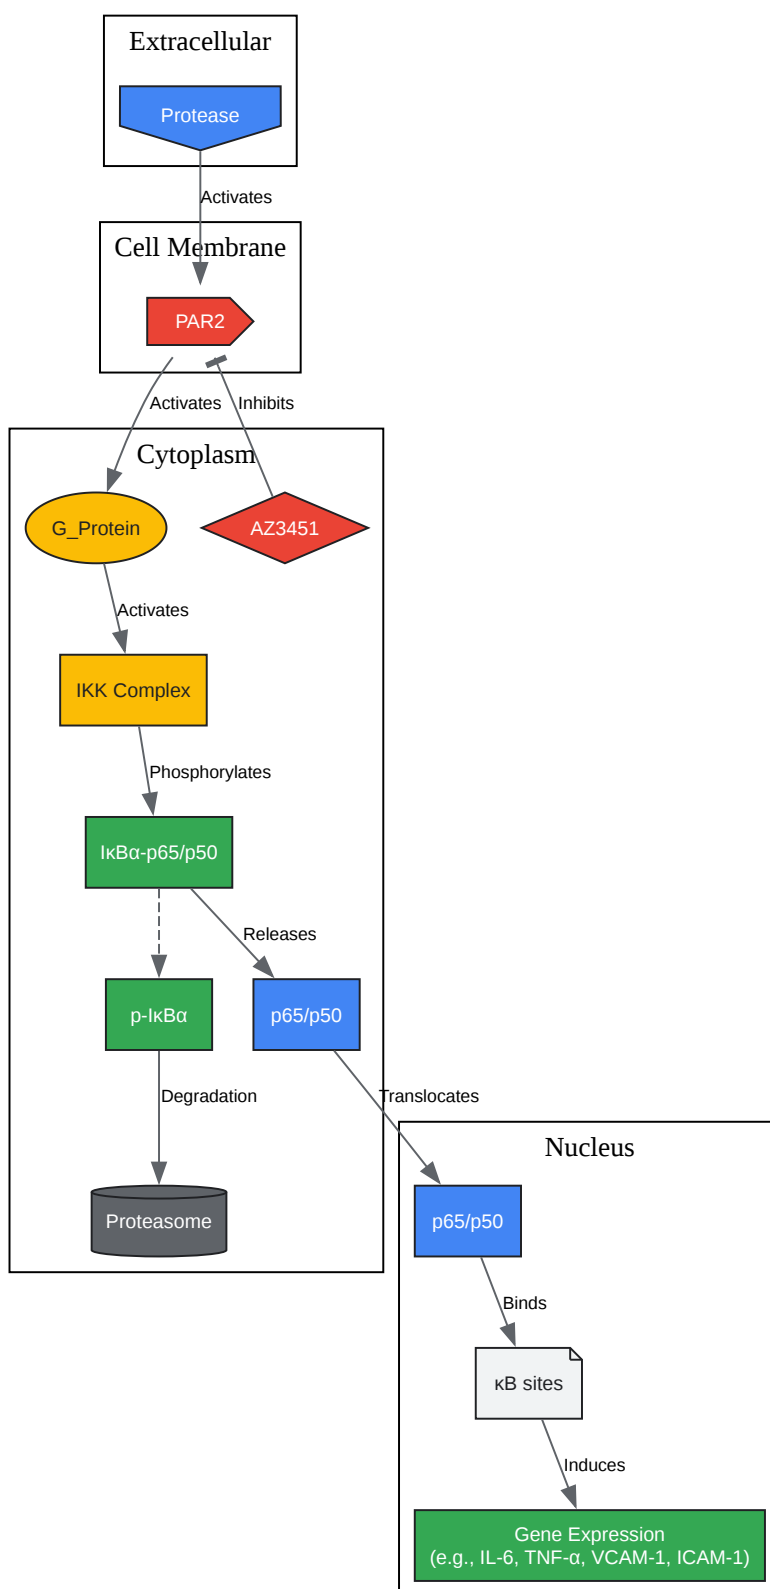 Extracellular
Protease
Activates
Cell Membrane
PAR2
Activates
Inhibits
Cytoplasm
G_Protein
AZ3451
Activates
IKK Complex
Phosphorylates
IκBα-p65/p50
Releases
p-IκBα
p65/p50
Degradation
Translocates
Nucleus
Proteasome
p65/p50
Binds
κB sites
Induces
Gene Expression
(e.g., IL-6, TNF-α, VCAM-1, ICAM-1)